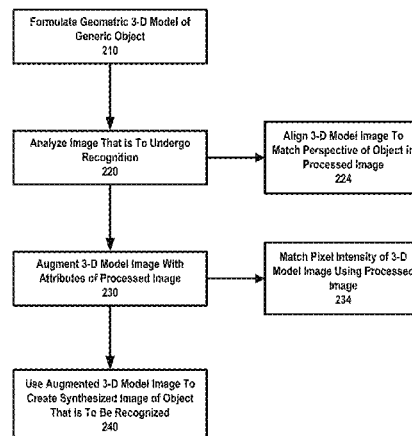 Formulate Geometric 3-D Model of
Generic Object
210
Analyze Image That is To Undergo
Recognition
220
Align 3-D Model Image To
Match Perspective of Object in
Processed Image
224
Augment 3-D Model Image With
Attributes of Processed Image
230
Match Pixel Intensity of 3-D
Model Image Using Processed
Image
234
Use Augmented 3-D Model Image To
Create Synthesized Image of Object
That is To Be Recognized
240